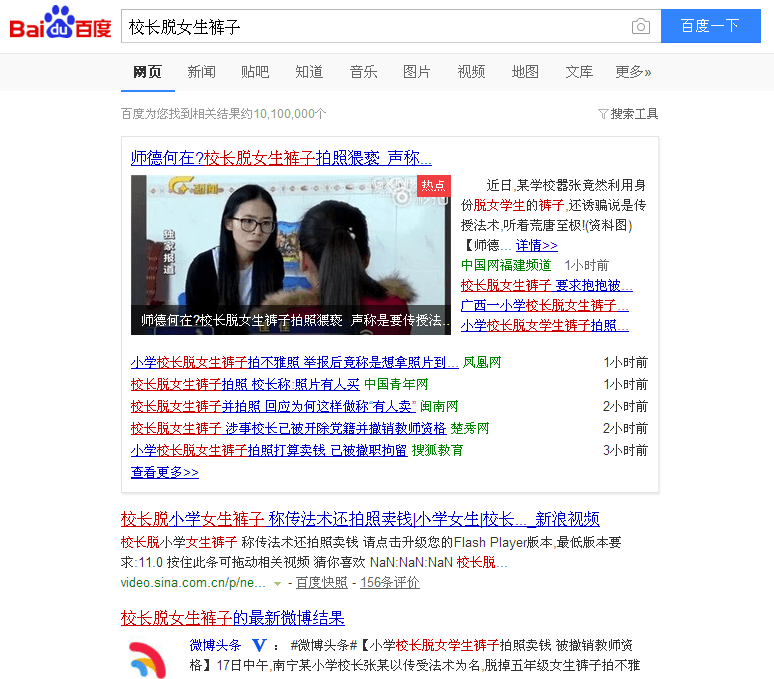 Bai du 百度
校长脱女生裤子
百度一下
网页 新闻 贴吧 知道 音乐 图片 视频 地图 文库 更多»
百度为您找到相关结果约10,100,000个
搜索工具
师德何在?校长脱女生裤子拍照猥亵 声称...
热点
独家报道
师德何在?校长脱女生裤子拍照猥亵 声称是要传授法...
近日,某学校嚣张竟然利用身
份脱女学生的裤子,还诱骗说是传
授法术,听着荒唐至极!(资料图)
【师德... 详情>>
中国网福建频道 1小时前
校长脱女生裤子 要求抱抱被...
广西一小学校长脱女生裤子...
小学校长脱女学生裤子拍照...
小学校长脱女生裤子拍不雅照 举报后竟称是想拿照片到... 凤凰网 1小时前
校长脱女生裤子拍照 校长称:照片有人买 中国青年网 1小时前
校长脱女生裤子并拍照 回应为何这样做称“有人卖” 闽南网 2小时前
校长脱女生裤子 涉事校长已被开除党籍并撤销教师资格 楚秀网 2小时前
小学校长脱女生裤子拍照打算卖钱 已被撤职拘留 搜狐教育 3小时前
查看更多>>
校长脱小学女生裤子 称传法术还拍照卖钱|小学女生|校长..._新浪视频
校长脱小学女生裤子 称传法术还拍照卖钱 请点击升级您的Flash Player版本,最低版本要
求:11.0 按住此条可拖动相关视频 猜你喜欢 NaN:NaN:NaN 校长脱...
video.sina.com.cn/p/ne... - 百度快照 - 156条评价
校长脱女生裤子的最新微博结果
微博头条 V : #微博头条#【小学校长脱女学生裤子拍照卖钱 被撤销教师资
格】17日中午,南宁某小学校长张某以传受法术为名,脱掉五年级女生裤子拍不雅